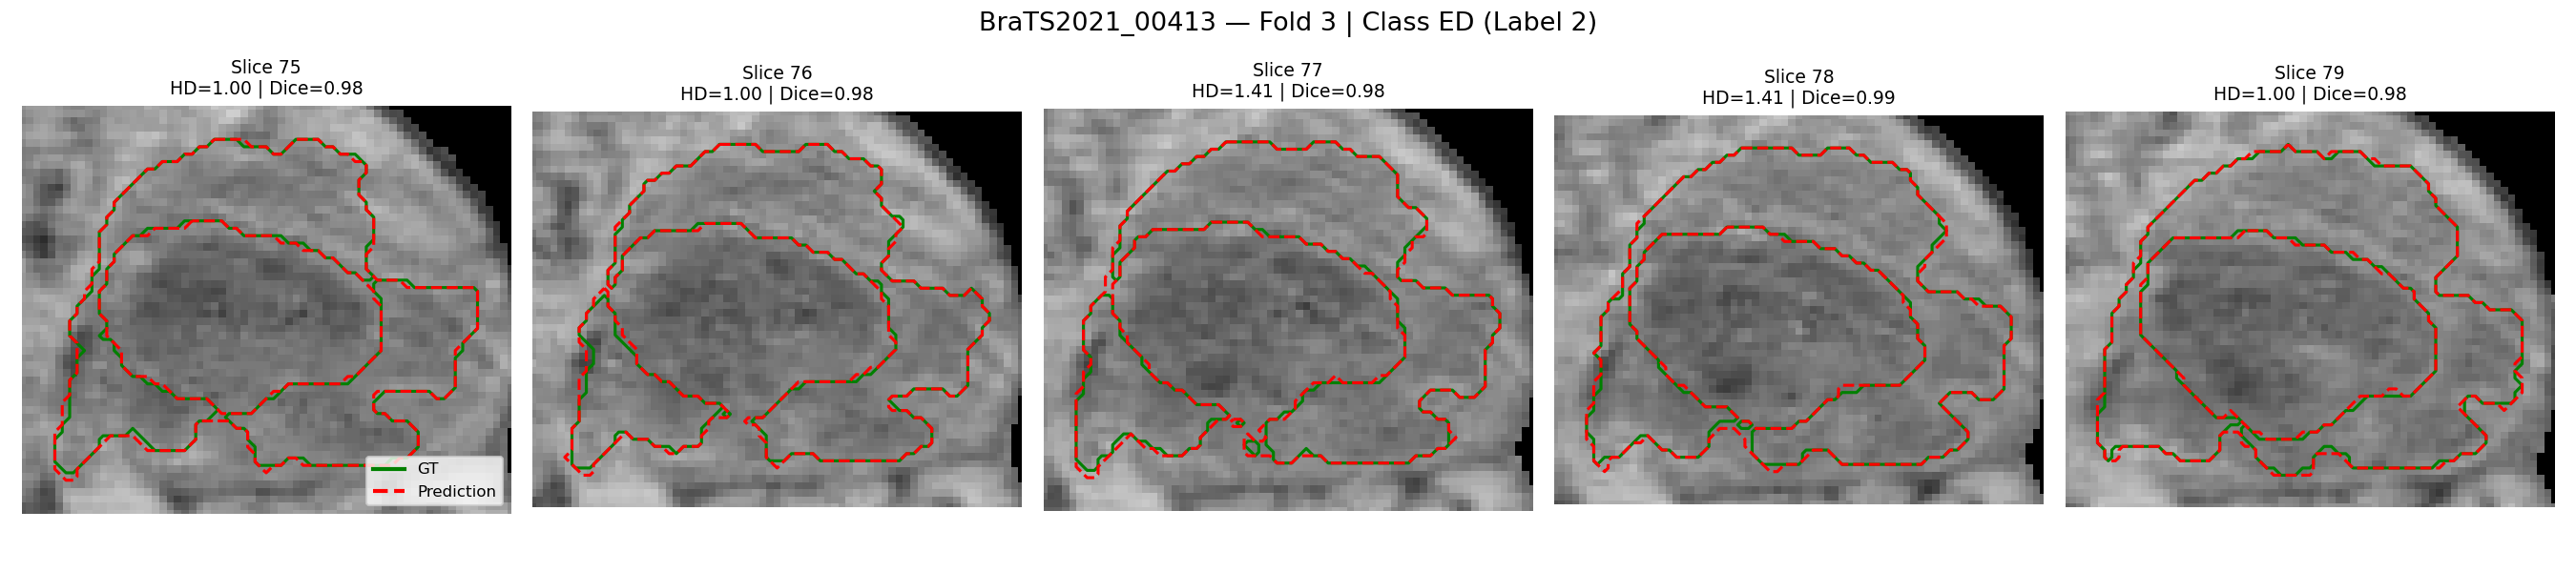 BraTS2021_00413 — Fold 3 | Class ED (Label 2)
Slice 75
HD=1.00 | Dice=0.98
Slice 76
HD=1.00 | Dice=0.98
Slice 77
HD=1.41 | Dice=0.98
Slice 78
HD=1.41 | Dice=0.99
Slice 79
HD=1.00 | Dice=0.98
GT
Prediction